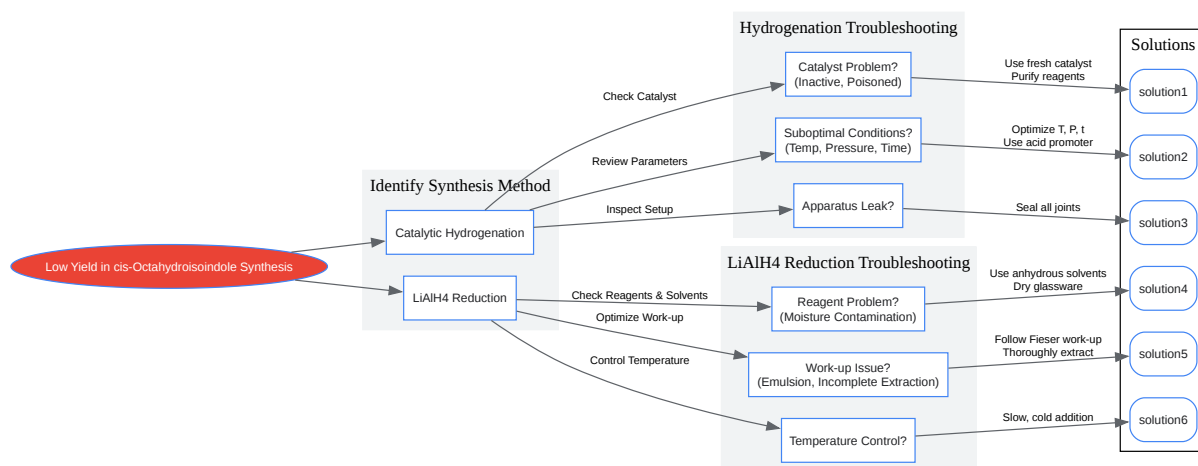 Low Yield in cis-Octahydroisoindole Synthesis
Identify Synthesis Method
Catalytic Hydrogenation
LiAlH4 Reduction
Check Catalyst
Review Parameters
Inspect Setup
Check Reagents & Solvents
Optimize Work-up
Control Temperature
Hydrogenation Troubleshooting
Catalyst Problem?
(Inactive, Poisoned)
Suboptimal Conditions?
(Temp, Pressure, Time)
Apparatus Leak?
LiAlH4 Reduction Troubleshooting
Reagent Problem?
(Moisture Contamination)
Work-up Issue?
(Emulsion, Incomplete Extraction)
Temperature Control?
Use fresh catalyst
Purify reagents
Optimize T, P, t
Use acid promoter
Seal all joints
Use anhydrous solvents
Dry glassware
Follow Fieser work-up
Thoroughly extract
Slow, cold addition
Solutions
solution1
solution2
solution3
solution4
solution5
solution6